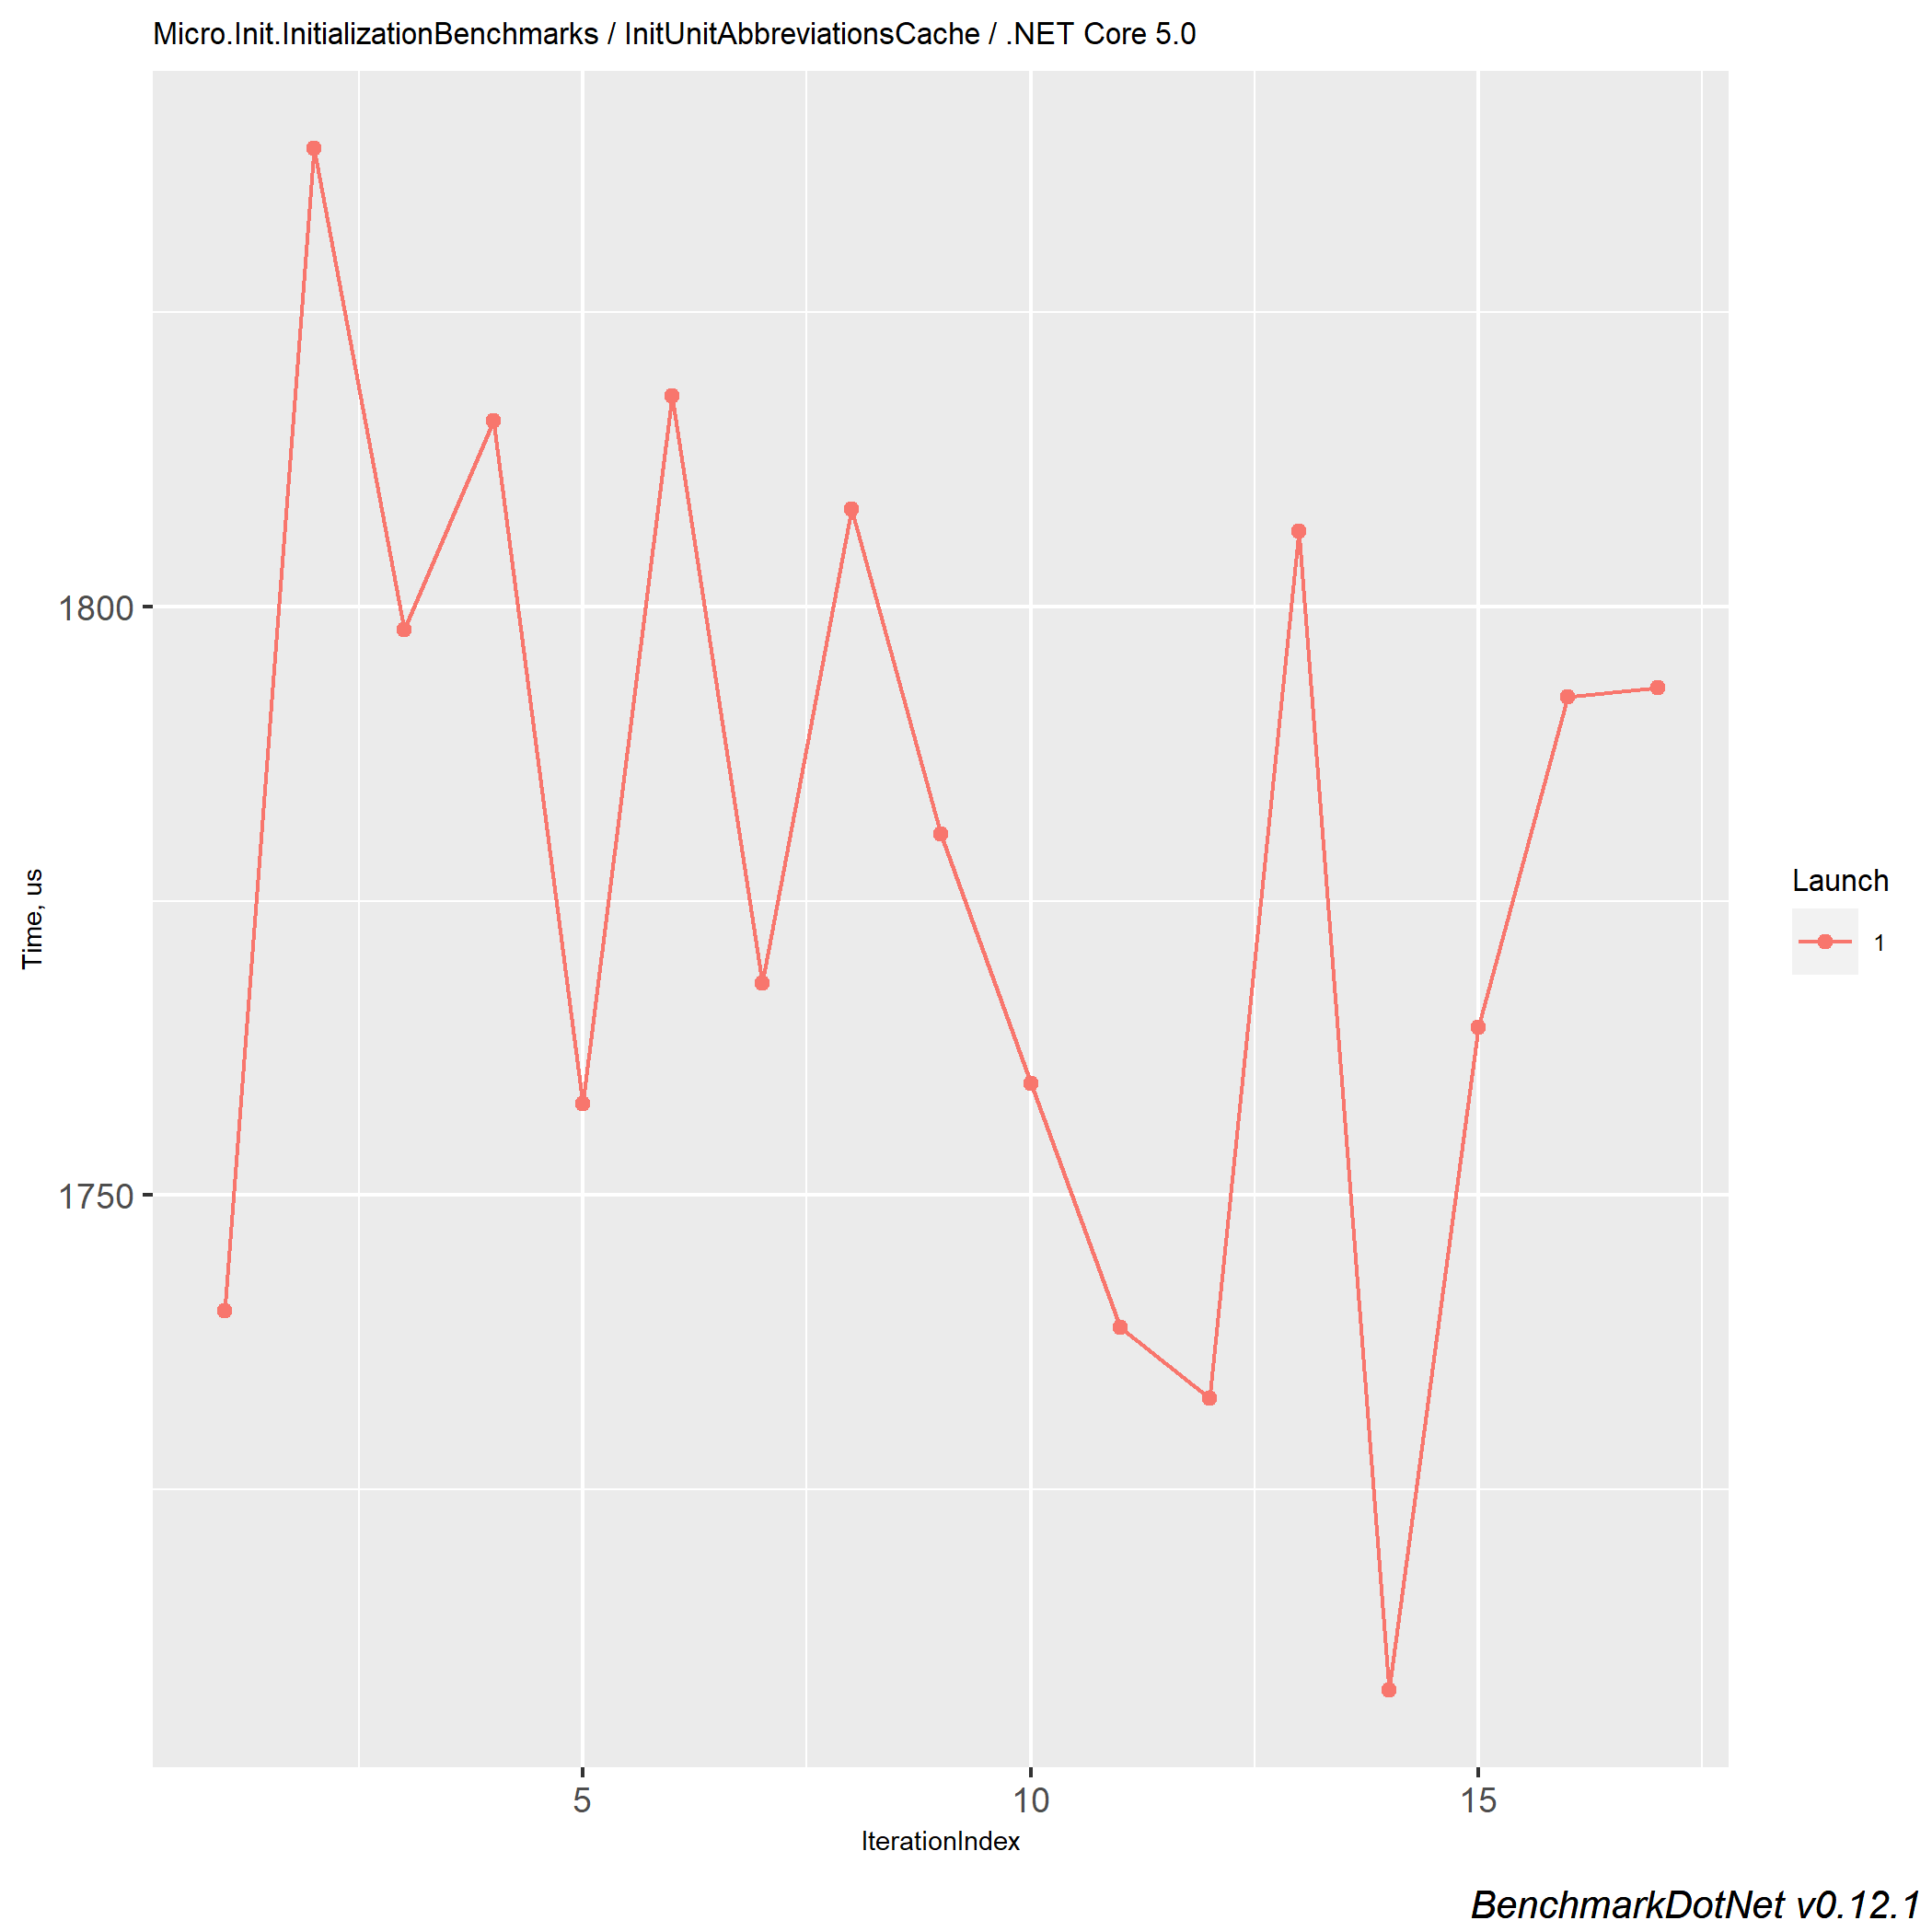 Micro.Init.InitializationBenchmarks / InitUnitAbbreviationsCache / .NET Core 5.0
1800
1750
Time, us
5
10
15
IterationIndex
Launch
1
BenchmarkDotNet v0.12.1